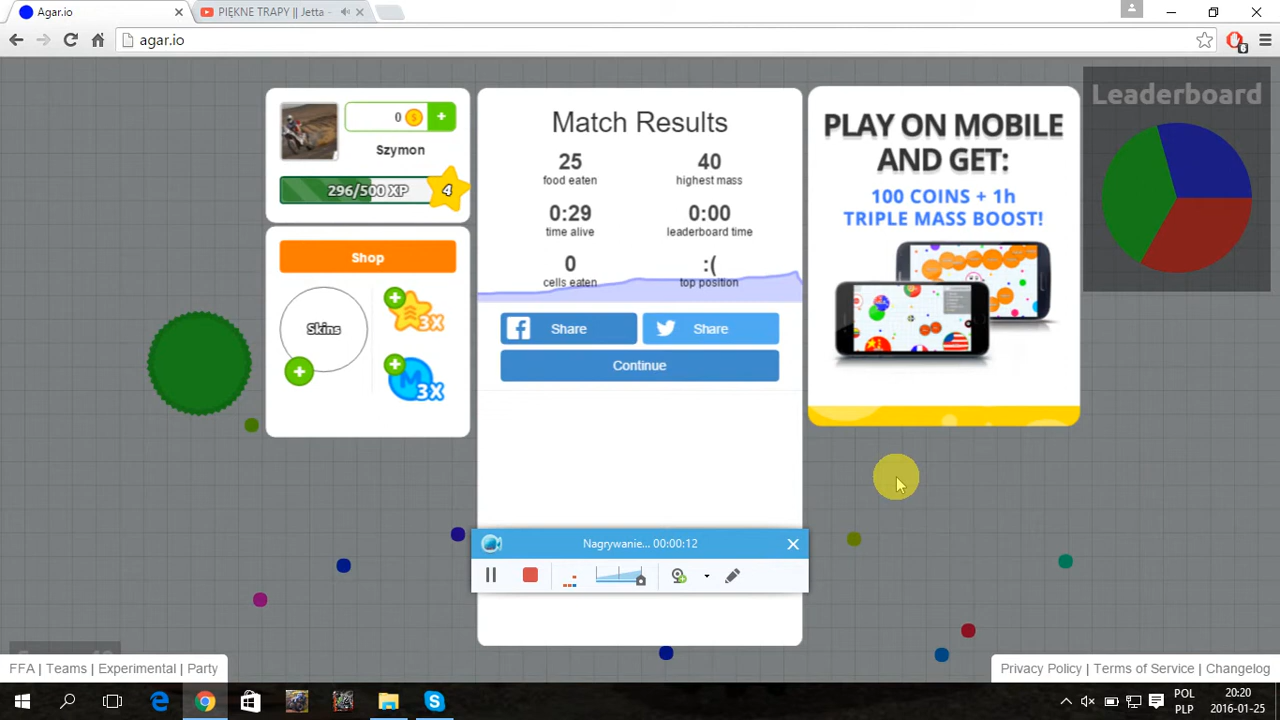 Agar.io
PIĘKNE TRAPY || Jetta -
agar.io
6
0
Szymon
296/500 XP
4
Shop
Skins
3X
M
3X
Match Results
25
food eaten
40
highest mass
0:29
time alive
0:00
leaderboard time
0
cells eaten
:(
top position
Share
Share
Continue
PLAY ON MOBILE
AND GET:
100 COINS + 1h
TRIPLE MASS BOOST!
Leaderboard
Nagrywanie... 00:00:12
FFA | Teams | Experimental | Party
Privacy Policy | Terms of Service | Changelog
POL
PLP
20:20
2016-01-25